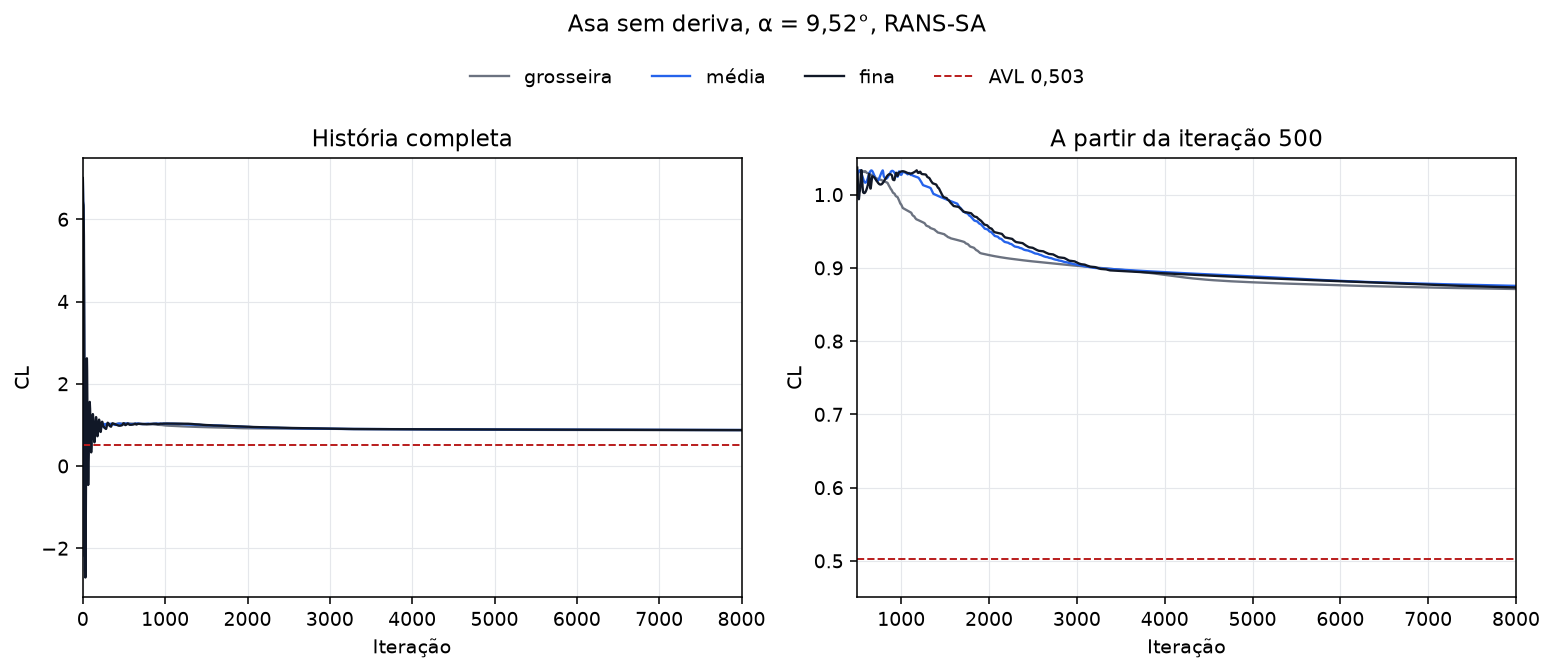 Asa sem deriva, α = 9,52°, RANS-SA
grosseira média fina AVL 0,503
História completa
6
4
2
0
−2
CL
0 1000 2000 3000 4000 5000 6000 7000 8000
Iteração
A partir da iteração 500
1.0
0.9
0.8
0.7
0.6
0.5
CL
1000 2000 3000 4000 5000 6000 7000 8000
Iteração